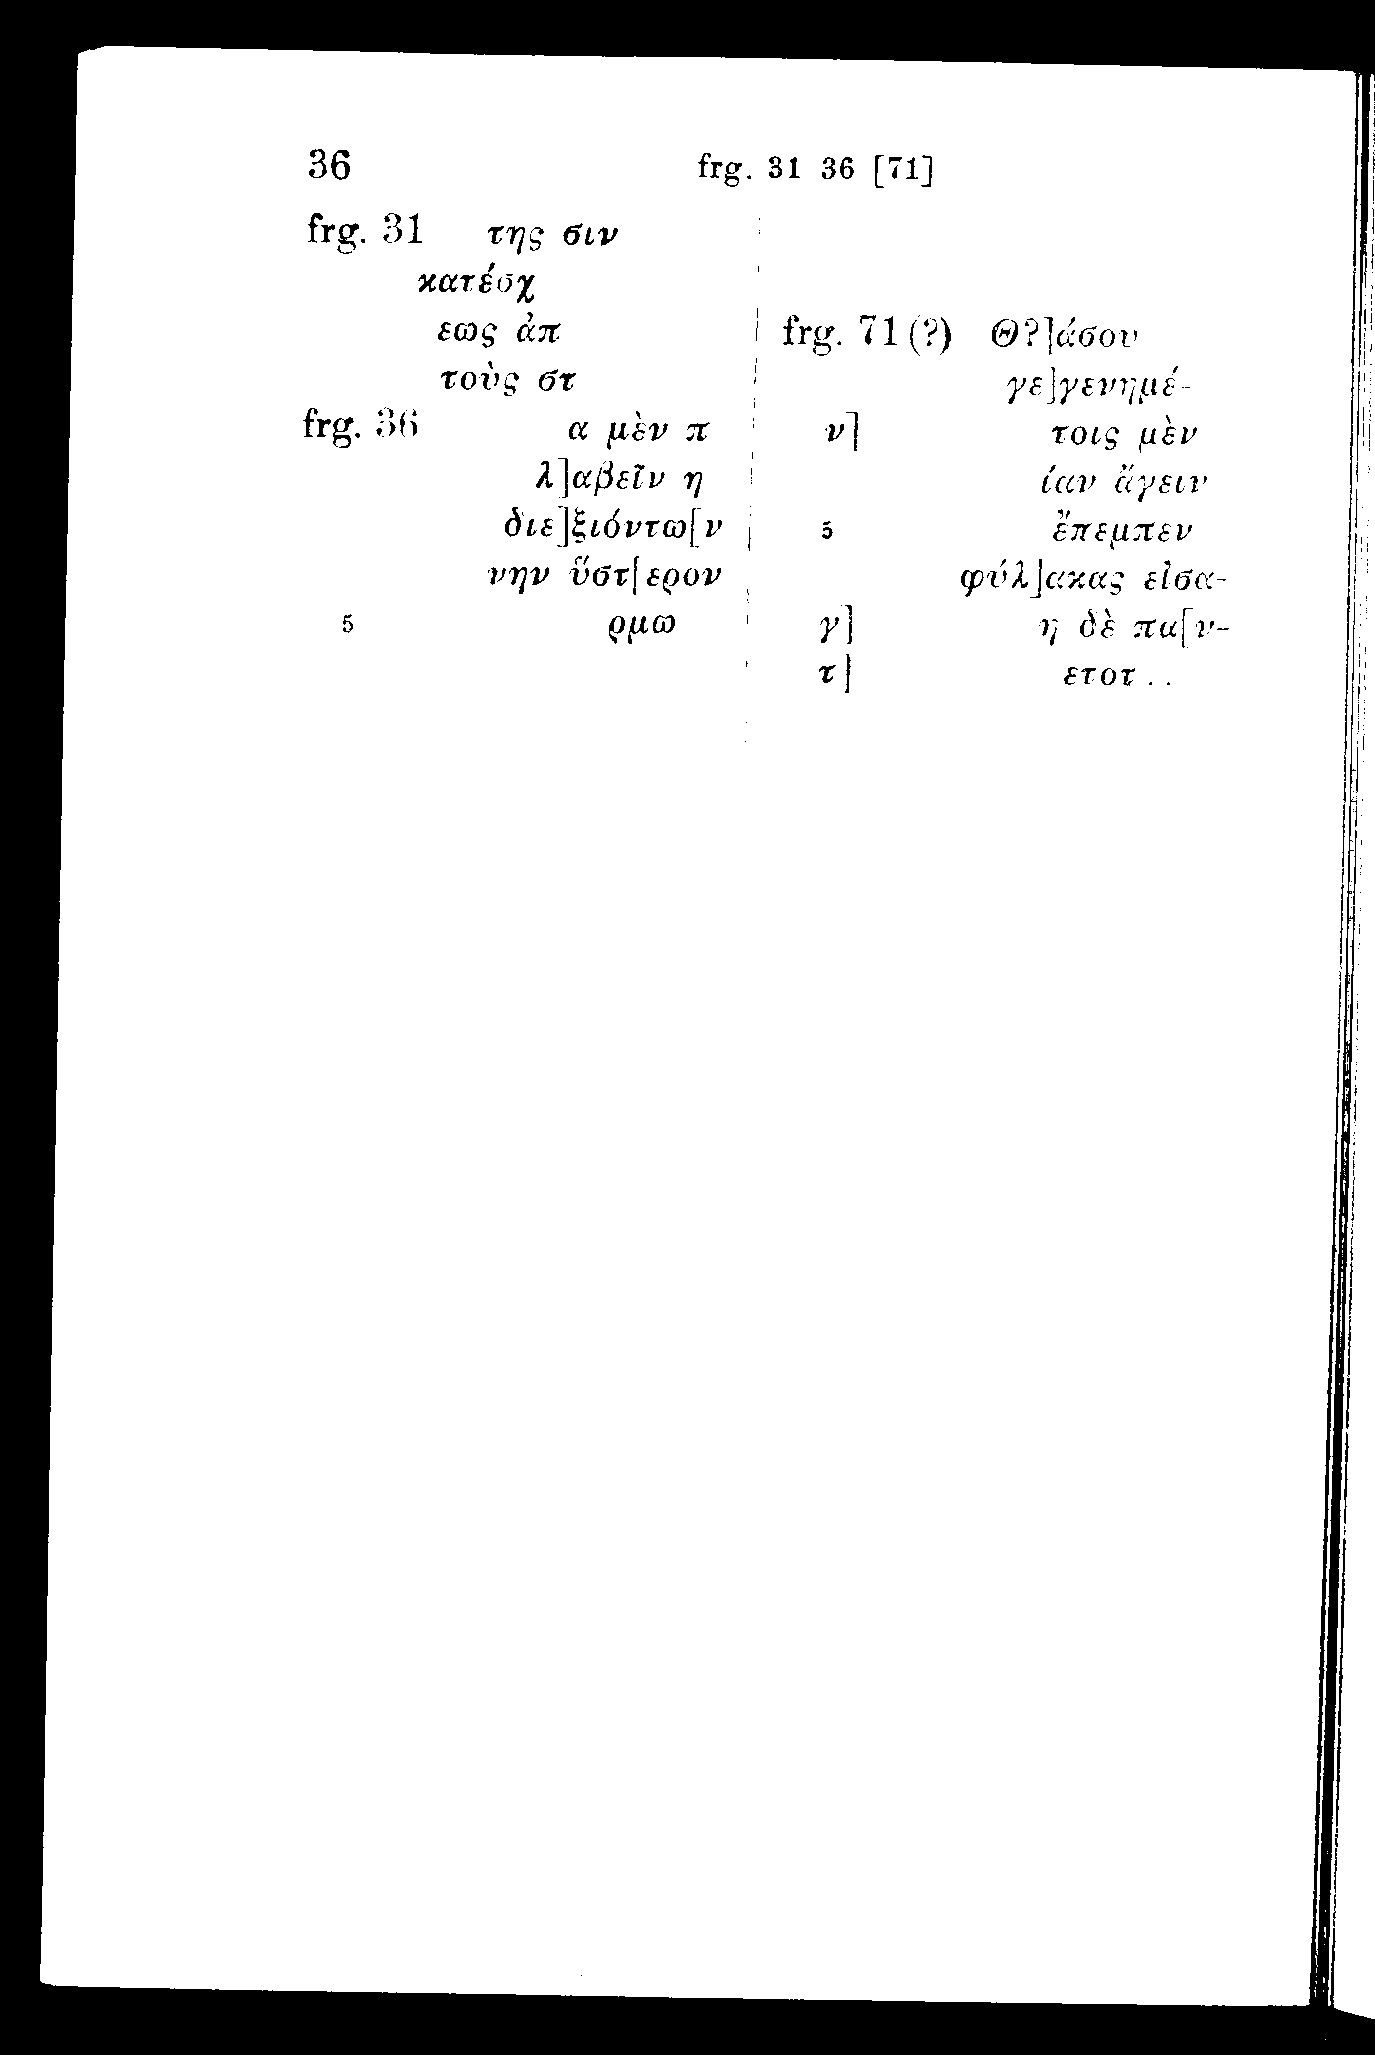 36 frg. 31 36 [71]
frg. 31 της σιν
κατέσχ
εως ἀπ
τοὺς στ
frg. 36 α μὲν π
λ]αβεῖν η
διε]ξιόντω[ν
νην ὕστ[ερον
5 ρμω
frg. 71 (?) Θ?]άσου
γε]γενημέ-
ν] τοις μὲν
ίαν ἄγειν
5 ἔπεμπεν
φύλ]ακας εἰσα-
γ] η δὲ πα[ν-
τ] ετοτ . .